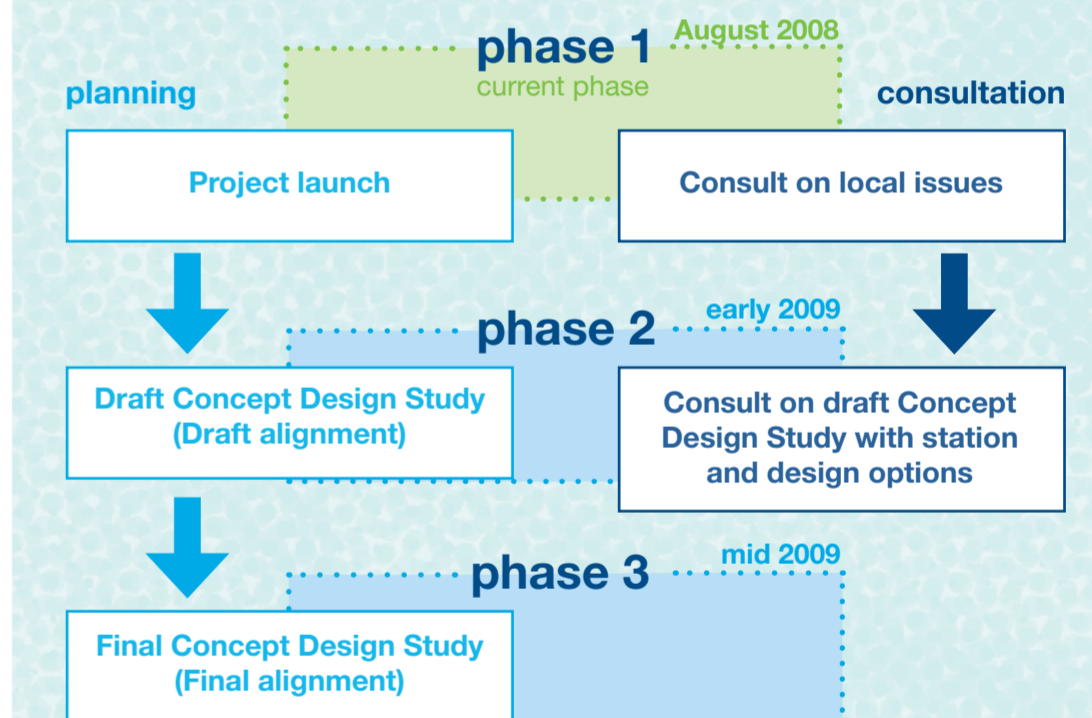 phase 1
August 2008
current phase
planning
consultation
Project launch
Consult on local issues
phase 2
early 2009
Draft Concept Design Study
(Draft alignment)
Consult on draft Concept
Design Study with station
and design options
phase 3
mid 2009
Final Concept Design Study
(Final alignment)